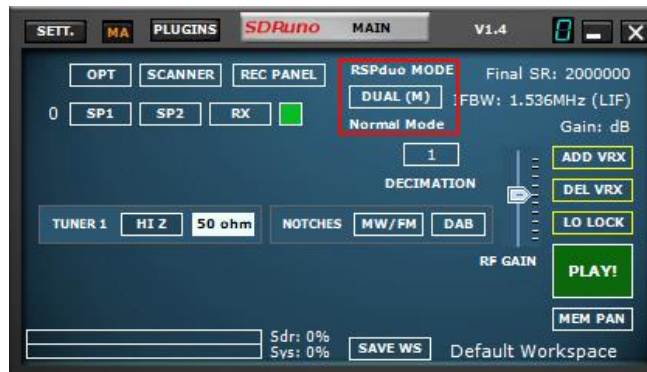 SETT. MA PLUGINS SDRuno MAIN V1.4 0
OPT SCANNER REC PANEL RSPduo MODE Final SR: 2000000
DUAL (M) IFBW: 1.536MHz (LIF)
0 SP1 SP2 RX Normal Mode Gain: dB
1 ADD VRX
DECIMATION DEL VRX
TUNER 1 HI Z 50 ohm NOTCHES MW/FM DAB LO LOCK
RF GAIN PLAY!
MEM PAN
Sdr: 0%
Sys: 0% SAVE WS Default Workspace